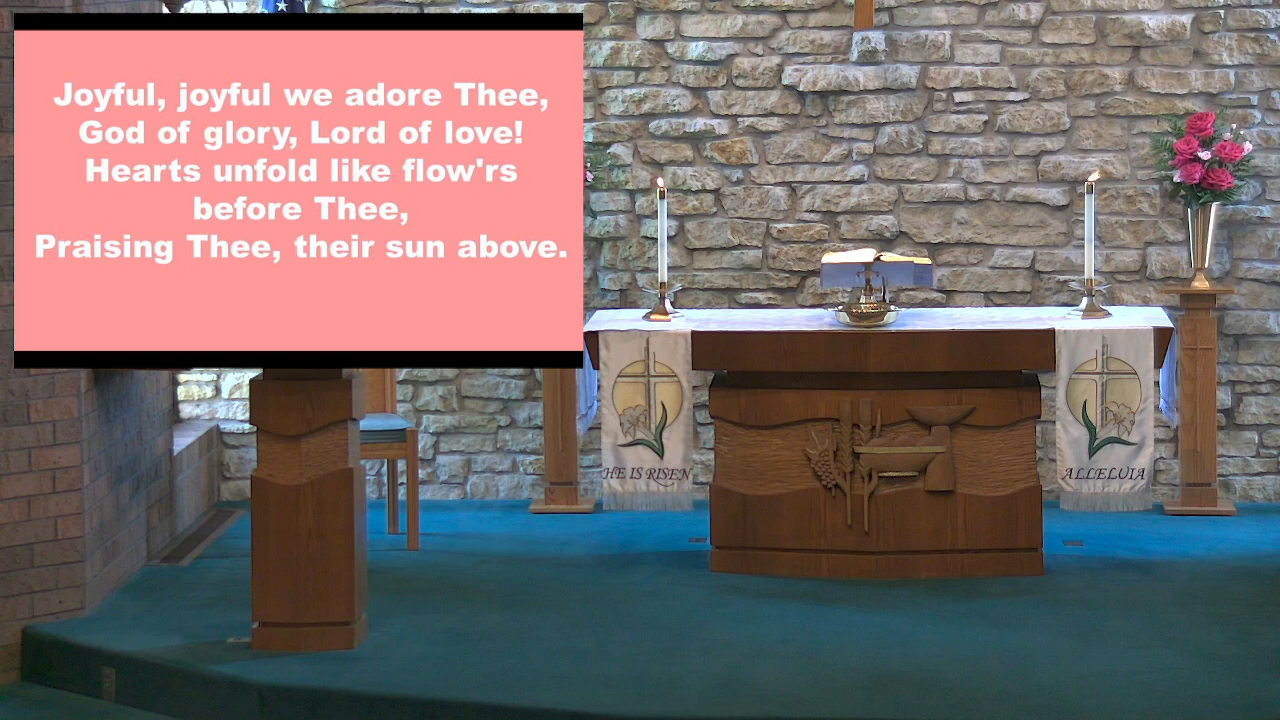 Joyful, joyful we adore Thee,
God of glory, Lord of love!
Hearts unfold like flow'rs
before Thee,
Praising Thee, their sun above.
HE IS RISEN
ALLELUIA